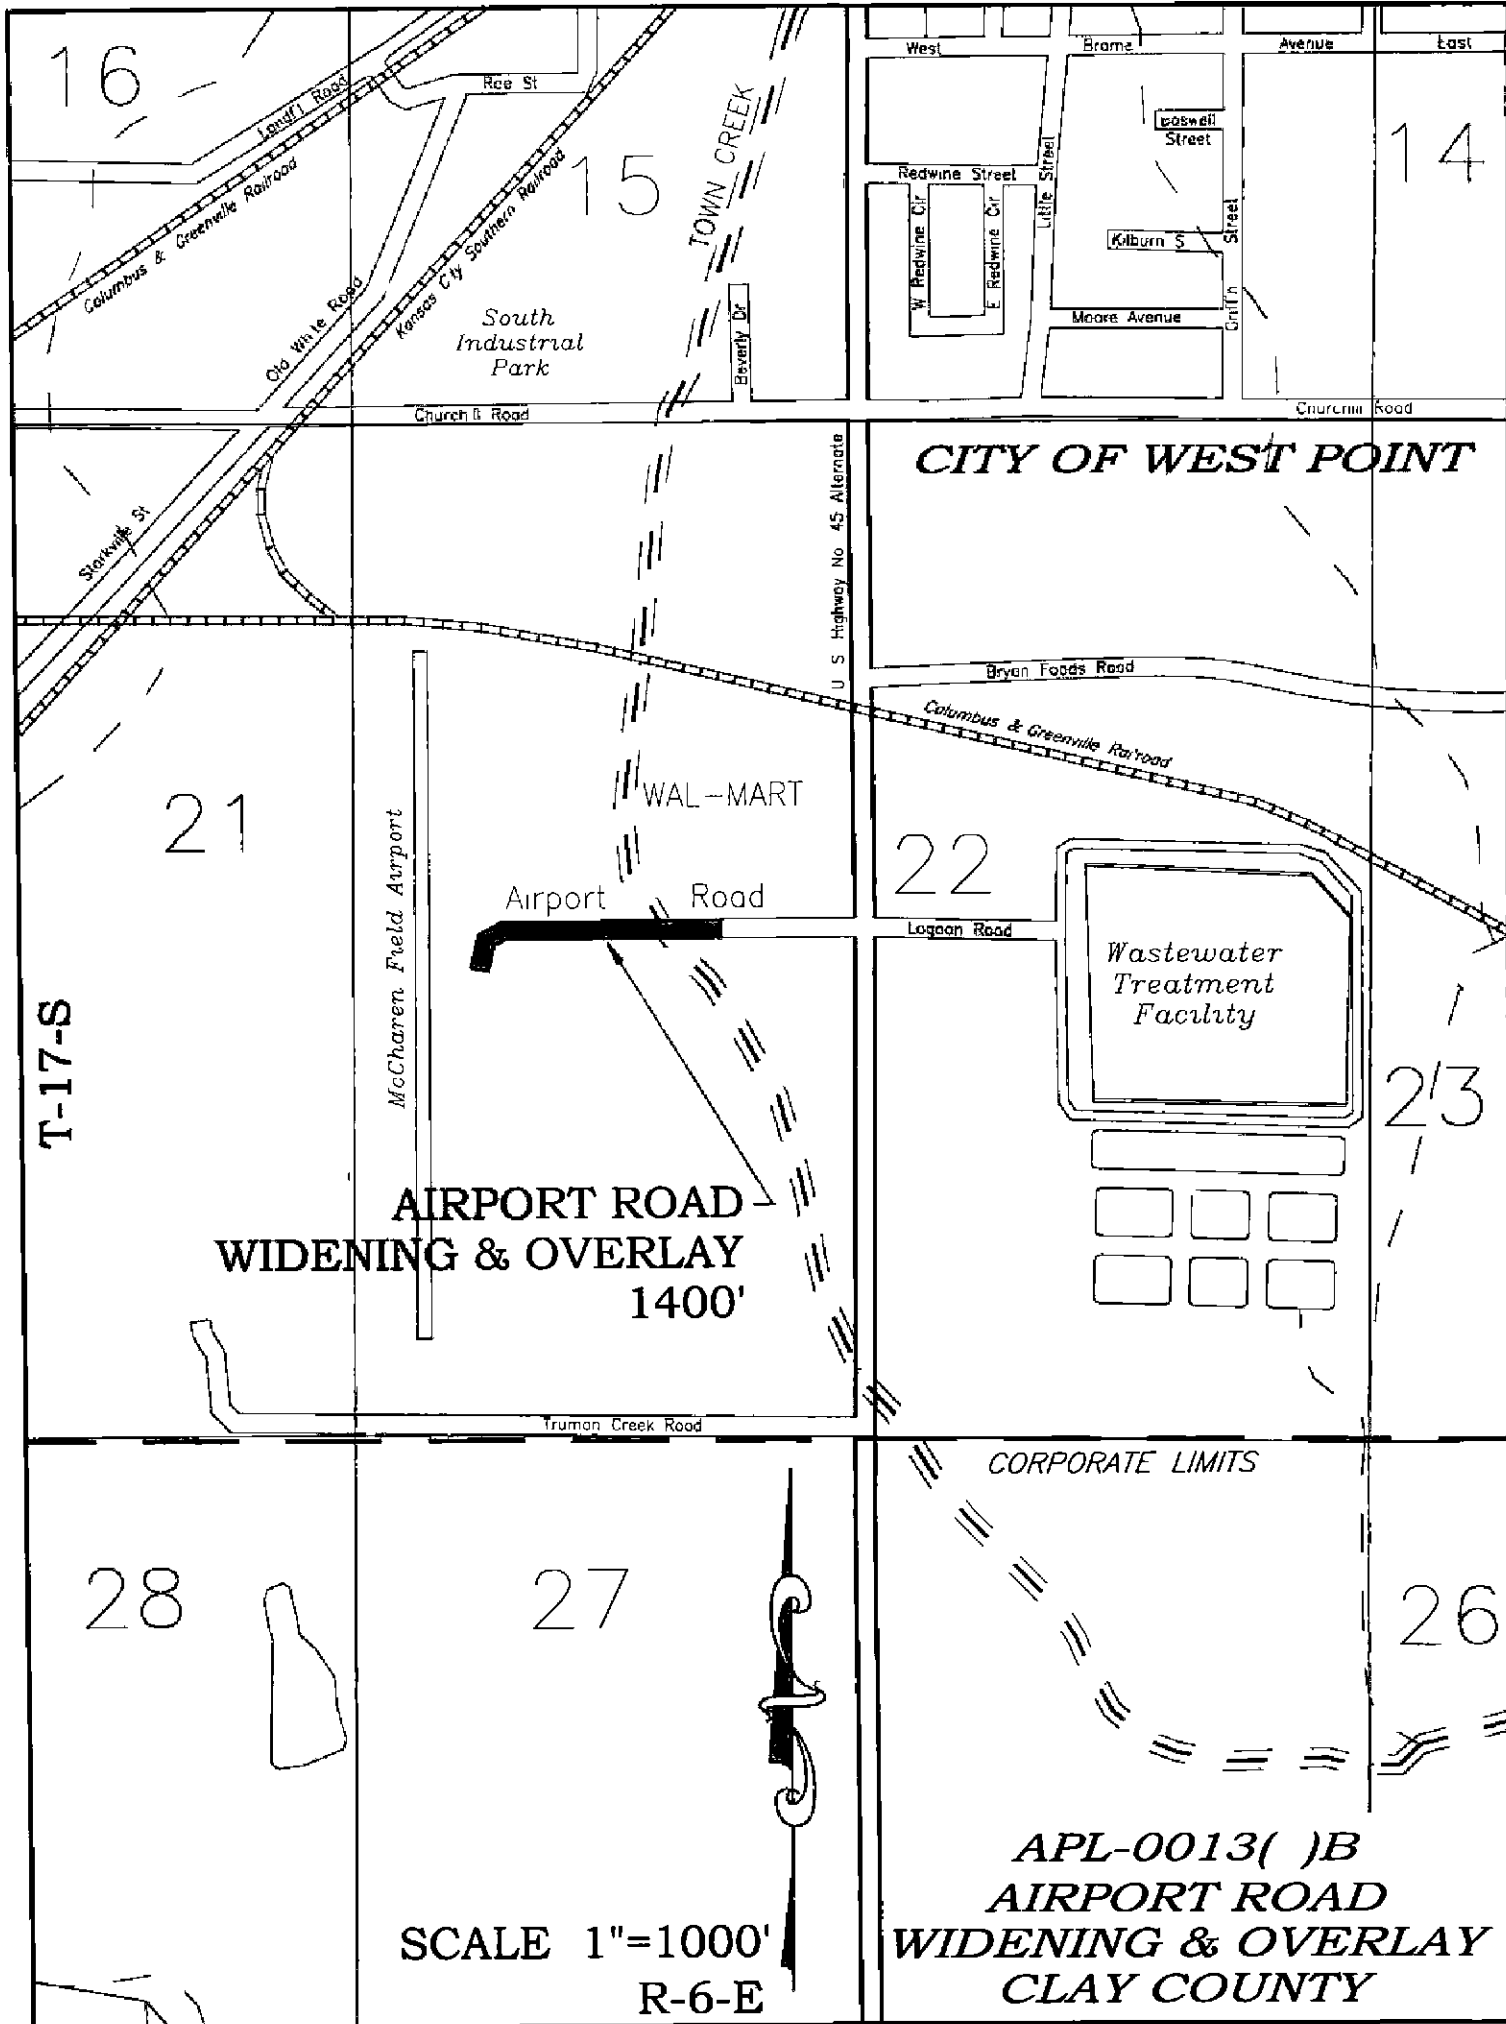 16
Landfi Road
Ree St
Columbus & Greenville Railroad
15
Kansas City Southern Railroad
Old White Road
South
Industrial
Park
TOWN CREEK
Beverly Dr
Church ll Road
West
Brame
Avenue
East
Street
14
Redwine Street
Little Street
W Redwine Cir
E Redwine Cir
Kilburn S
Street
Moore Avenue
Road
CITY OF WEST POINT
Starkville St
U S Highway No 45 Alternate
Bryan Foods Road
Columbus & Greenville Railroad
21
WAL-MART
McCharen Field Airport
22
Airport Road
Lagoon Road
Wastewater
Treatment
Facility
T-17-S
23
AIRPORT ROAD
WIDENING & OVERLAY
1400'
Truman Creek Road
CORPORATE LIMITS
28
27
26
SCALE 1"=1000'
R-6-E
APL-0013( )B
AIRPORT ROAD
WIDENING & OVERLAY
CLAY COUNTY